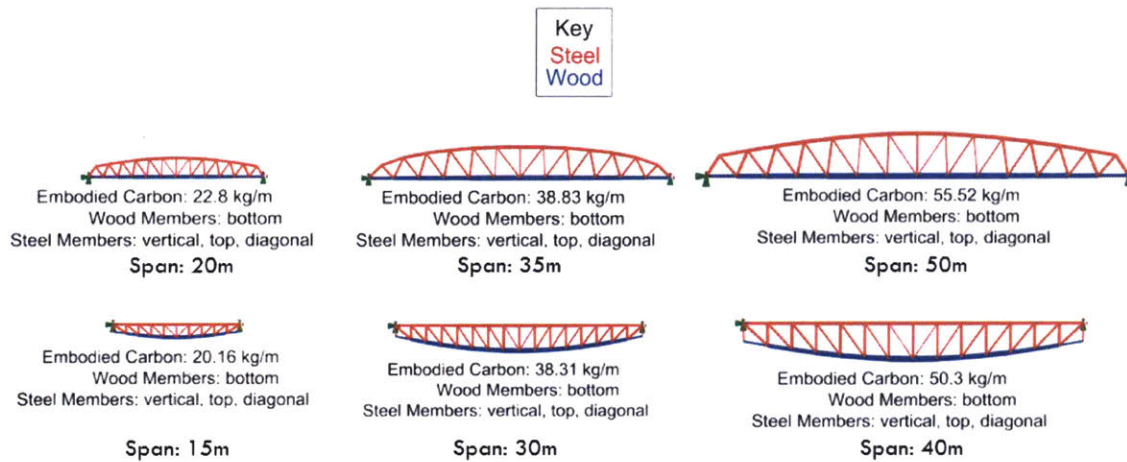 Key
Steel
Wood
Embodied Carbon: 22.8 kg/m
Wood Members: bottom
Steel Members: vertical, top, diagonal
Span: 20m
Embodied Carbon: 38.83 kg/m
Wood Members: bottom
Steel Members: vertical, top, diagonal
Span: 35m
Embodied Carbon: 55.52 kg/m
Wood Members: bottom
Steel Members: vertical, top, diagonal
Span: 50m
Embodied Carbon: 20.16 kg/m
Wood Members: bottom
Steel Members: vertical, top, diagonal
Span: 15m
Embodied Carbon: 38.31 kg/m
Wood Members: bottom
Steel Members: vertical, top, diagonal
Span: 30m
Embodied Carbon: 50.3 kg/m
Wood Members: bottom
Steel Members: vertical, top, diagonal
Span: 40m